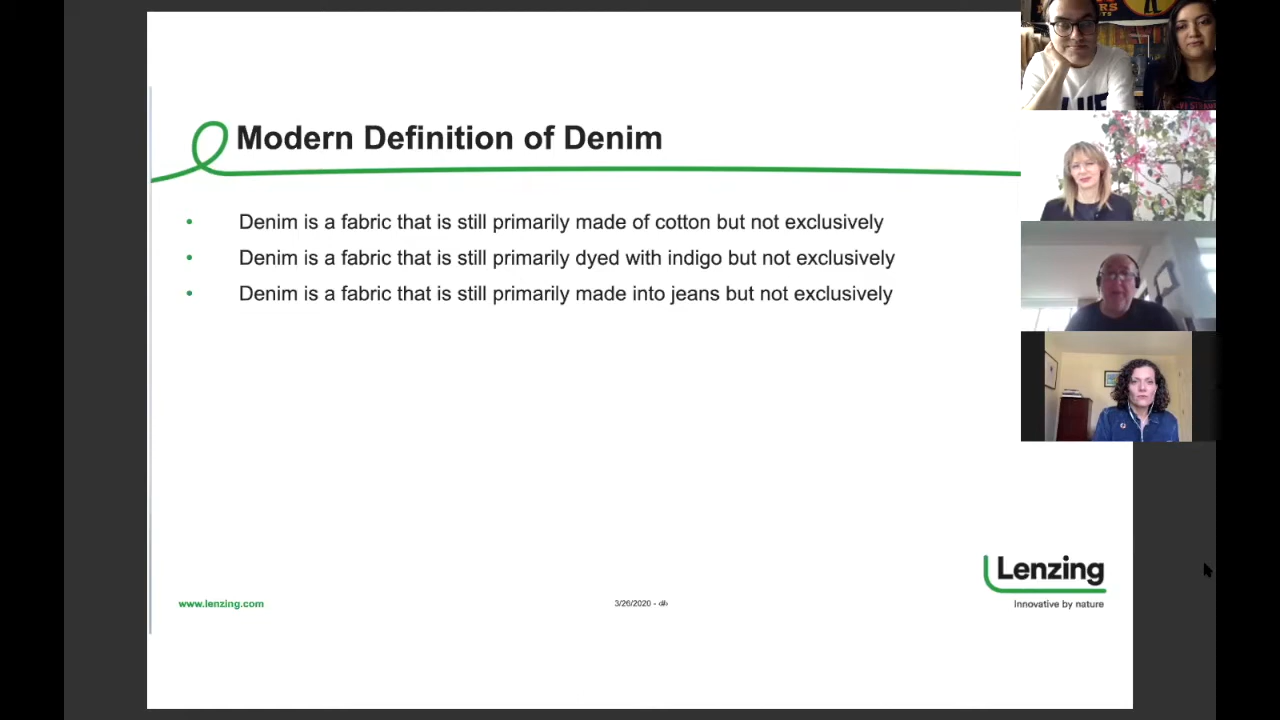 Modern Definition of Denim
• Denim is a fabric that is still primarily made of cotton but not exclusively
• Denim is a fabric that is still primarily dyed with indigo but not exclusively
• Denim is a fabric that is still primarily made into jeans but not exclusively
www.lenzing.com
3/26/2020 -
Lenzing
Innovative by nature